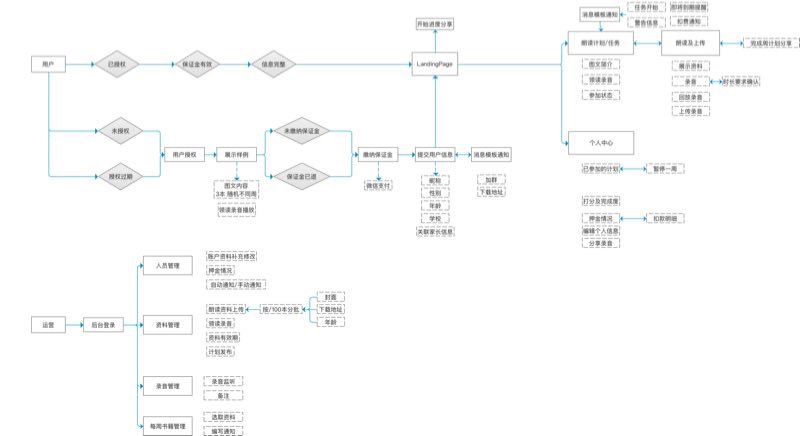 开始进度分享
消息模板通知
任务开始
即将到期提醒
警告信息
扣费通知
用户
已授权
保证金有效
信息完整
LandingPage
朗读计划/任务
朗读及上传
完成周计划分享
图文简介
领读录音
参加状态
展示资料
录音
时长要求确认
回放录音
上传录音
未授权
授权过期
用户授权
展示样例
图文内容
3本 随机不同周
领读录音播放
未缴纳保证金
保证金已退
缴纳保证金
微信支付
提交用户信息
昵称
性别
年龄
学校
关联家长信息
消息模板通知
加群
下载地址
个人中心
已参加的计划
暂停一周
打分及完成度
押金情况
扣款明细
编辑个人信息
分享录音
运营
后台登录
人员管理
账户资料补充修改
押金情况
自动通知/手动通知
资料管理
朗读资料上传
按/100本分批
封面
下载地址
年龄
领读录音
资料有效期
计划发布
录音管理
录音监听
备注
每周书籍管理
选取资料
编写通知